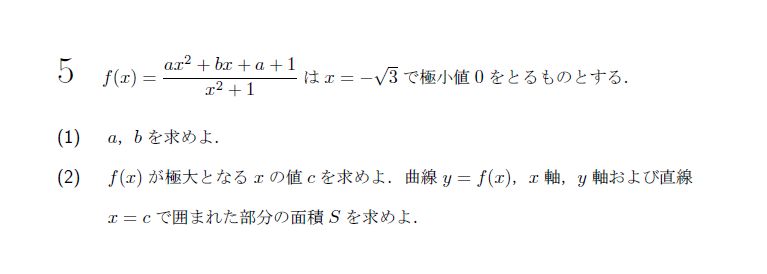 5 f(x) = \frac{ax^2 + bx + a + 1}{x^2 + 1} は x = −√3 で極小値 0 をとるものとする．
(1) a，b を求めよ．
(2) f(x) が極大となる x の値 c を求めよ．曲線 y = f(x)，x 軸，y 軸および直線
x = c で囲まれた部分の面積 S を求めよ．